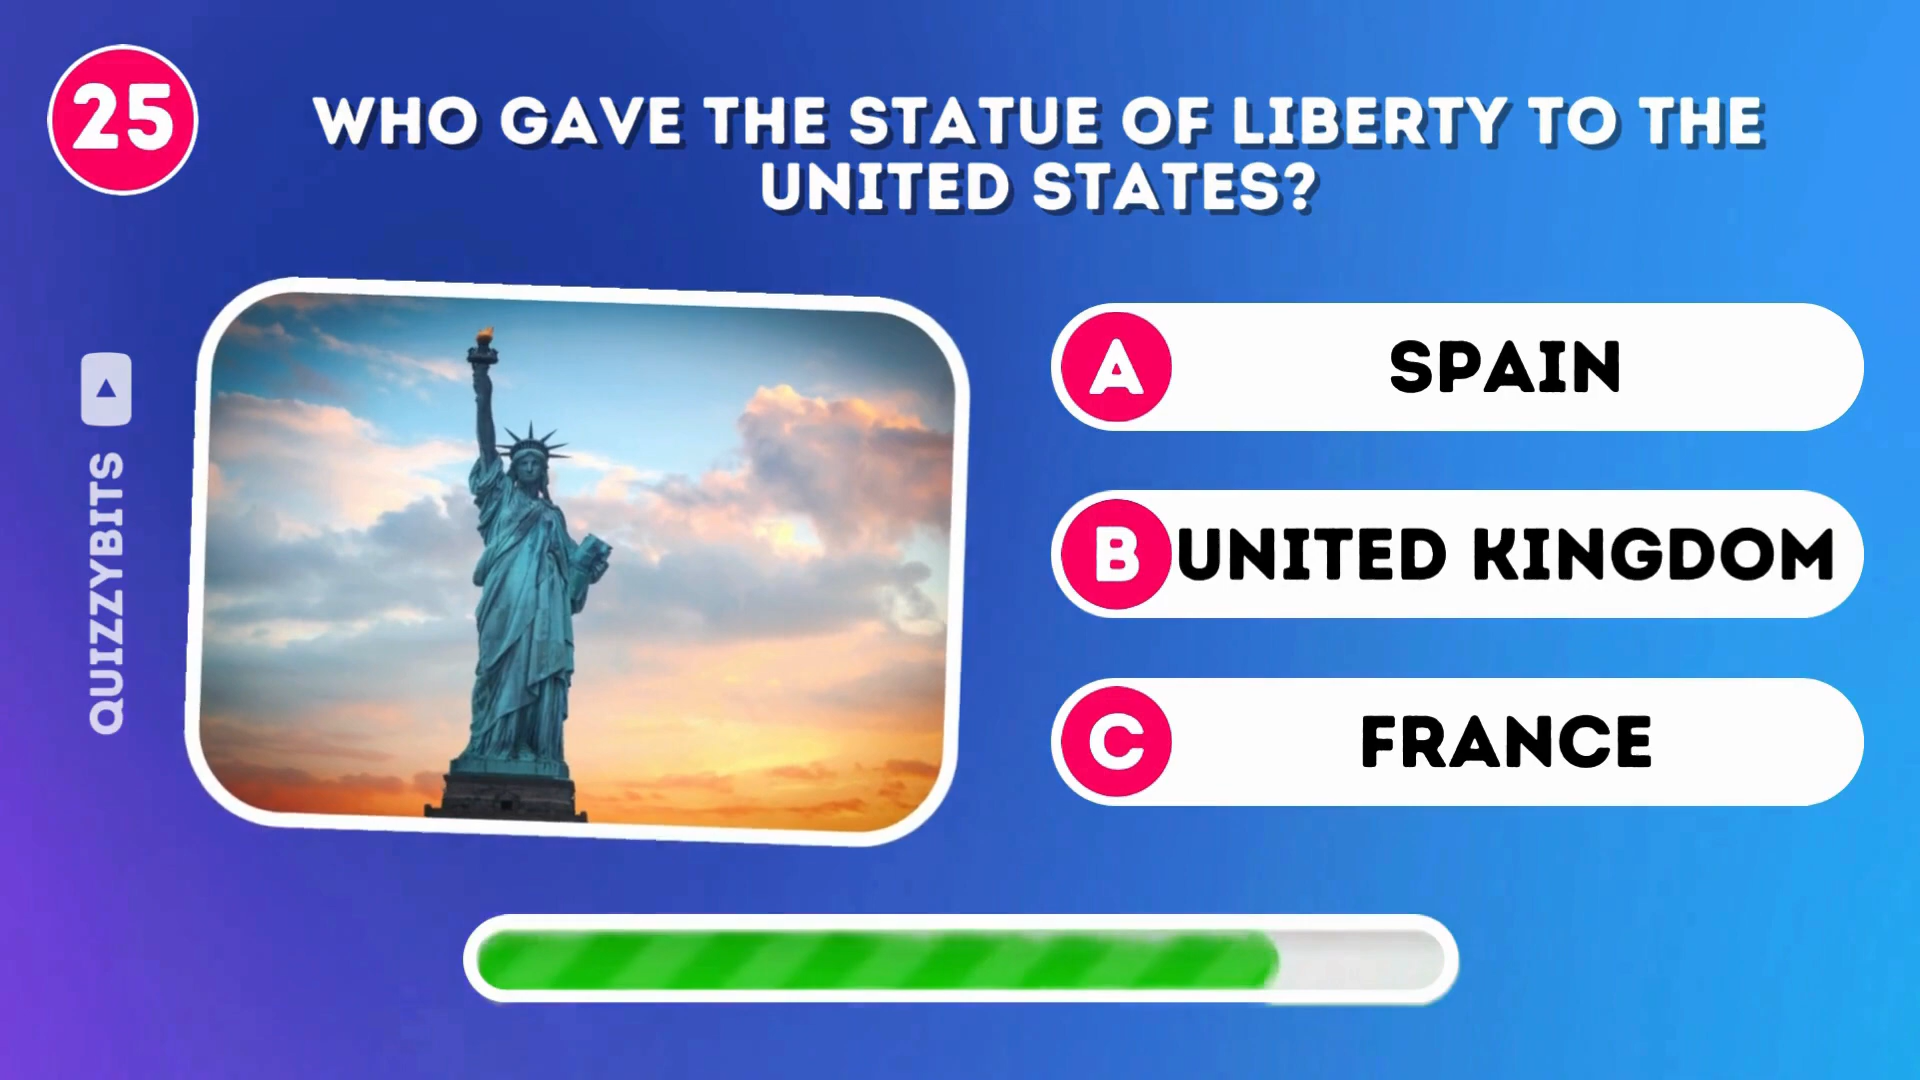 25
WHO GAVE THE STATUE OF LIBERTY TO THE
UNITED STATES?
QUIZZYBITS
A SPAIN
B UNITED KINGDOM
C FRANCE